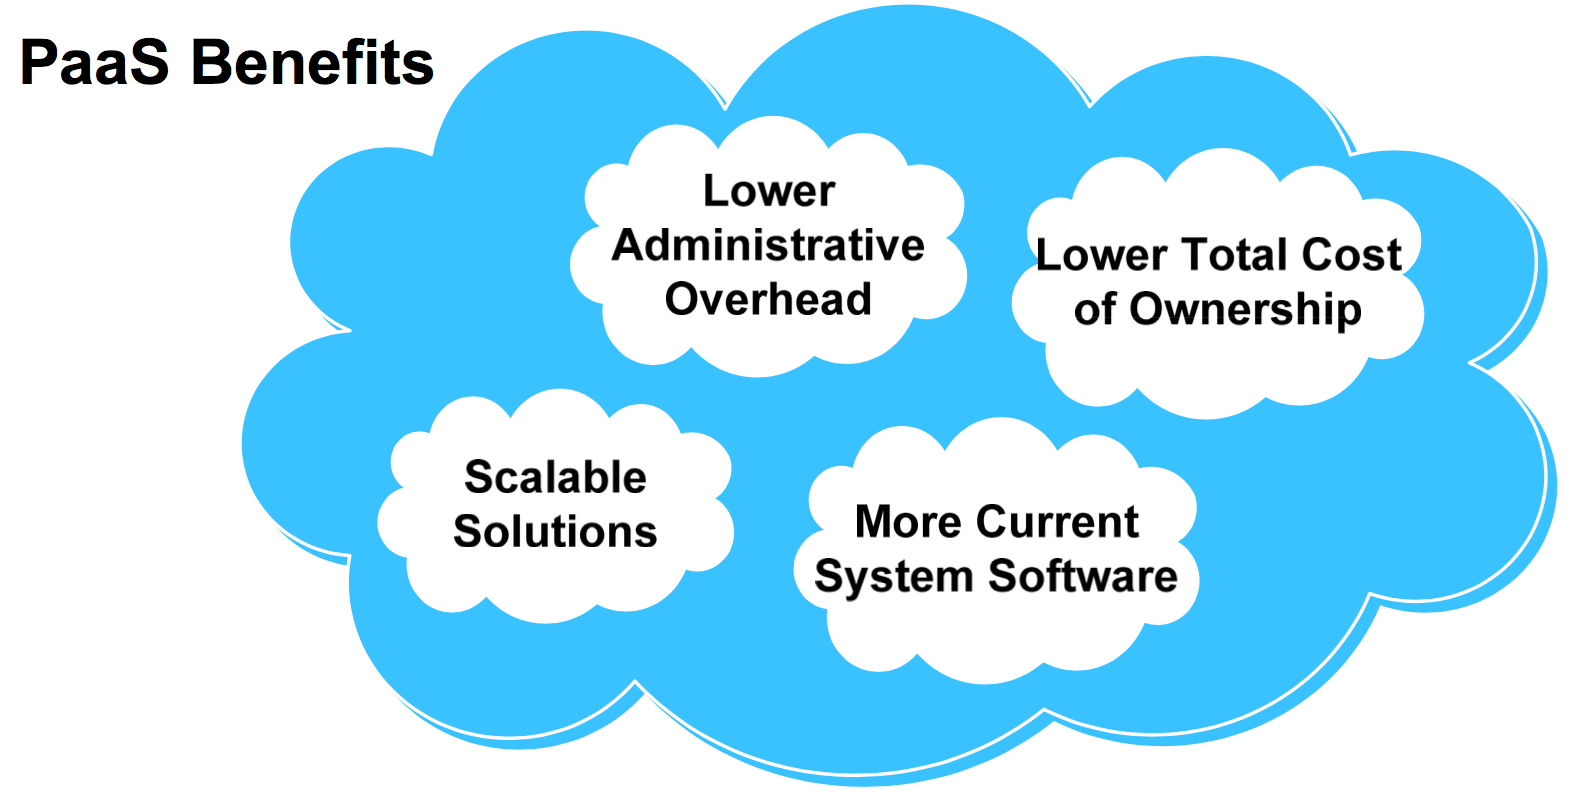 PaaS Benefits
Lower
Administrative
Overhead
Lower Total Cost
of Ownership
Scalable
Solutions
More Current
System Software